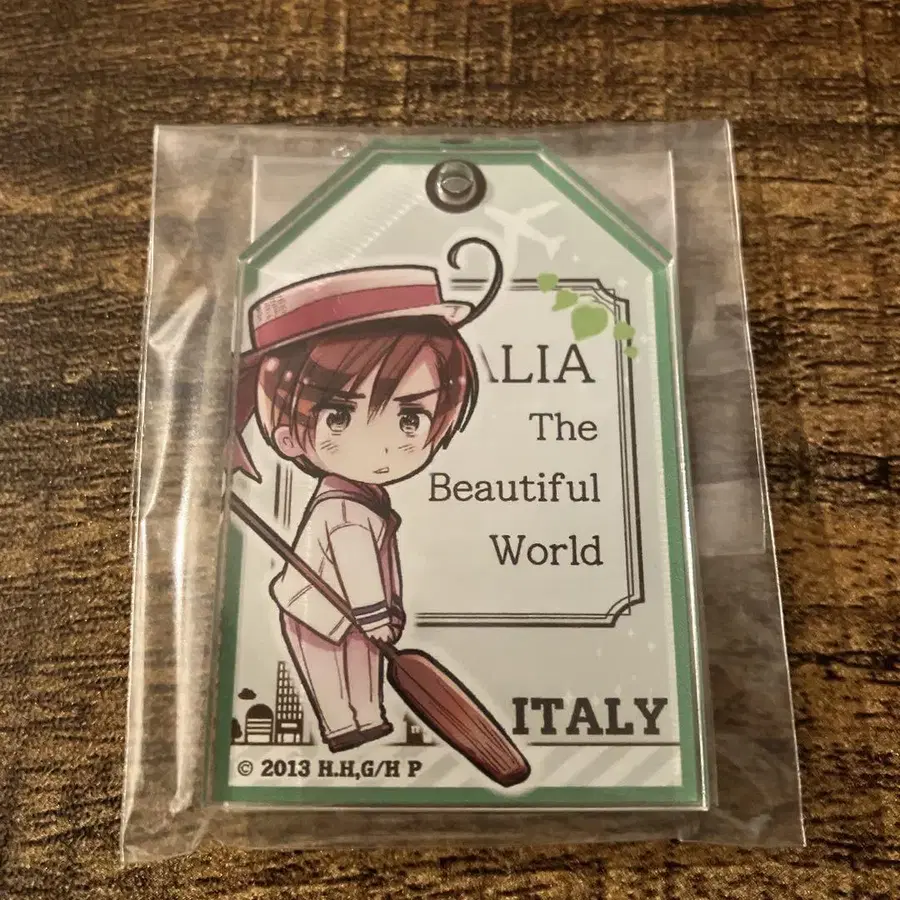 ALIA
The
Beautiful
World
ITALY
© 2013 H.H,G/H P